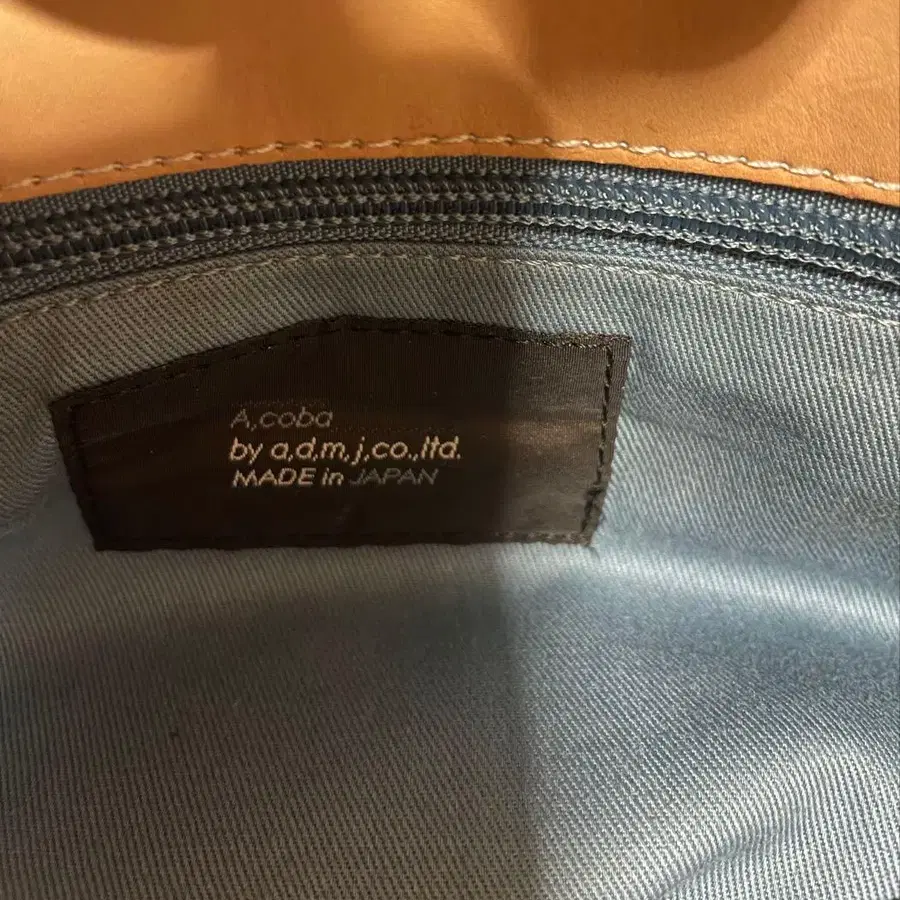 A,coba
by a,d,m,j,co.,ltd.
MADE in JAPAN